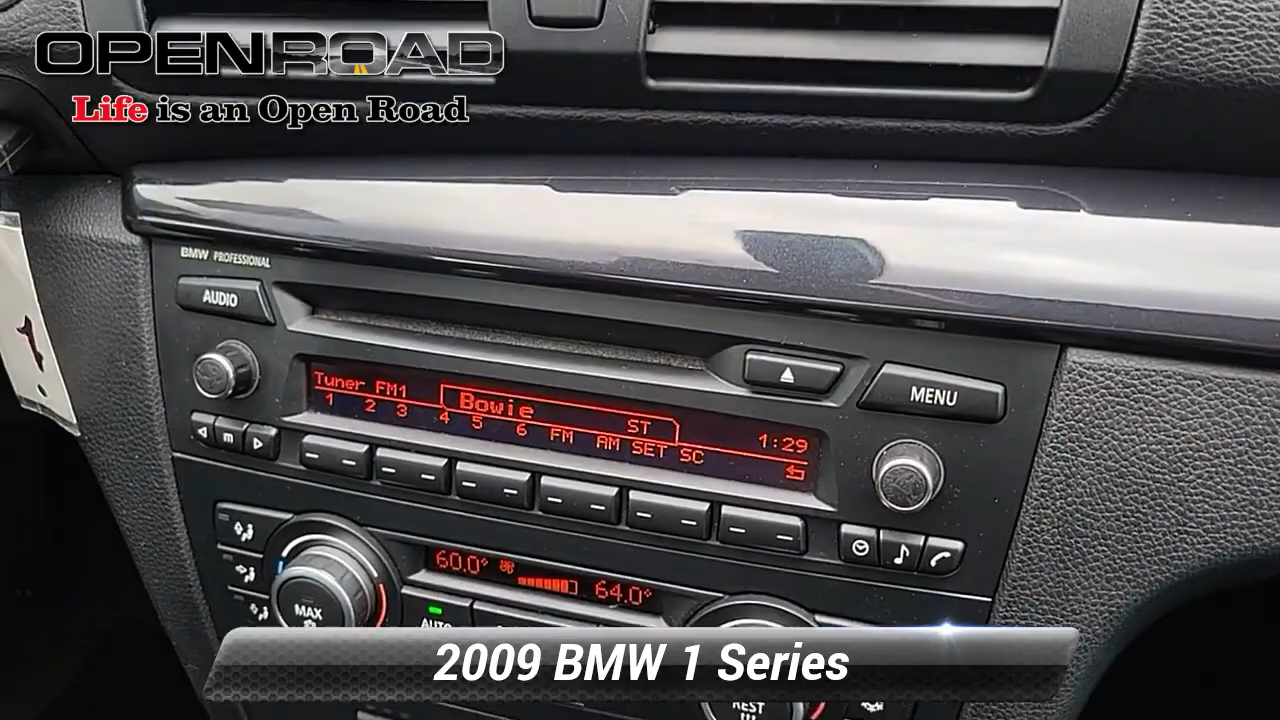 OPENROAD
Life is an Open Road
BMW PROFESSIONAL
AUDIO
MENU
Tuner FM1
Bowie
ST
1:29
1 2 3 4 5 6 FM AM SET SC
m
60.0°
64.0°
MAX
AUTO
2009 BMW 1 Series
REST